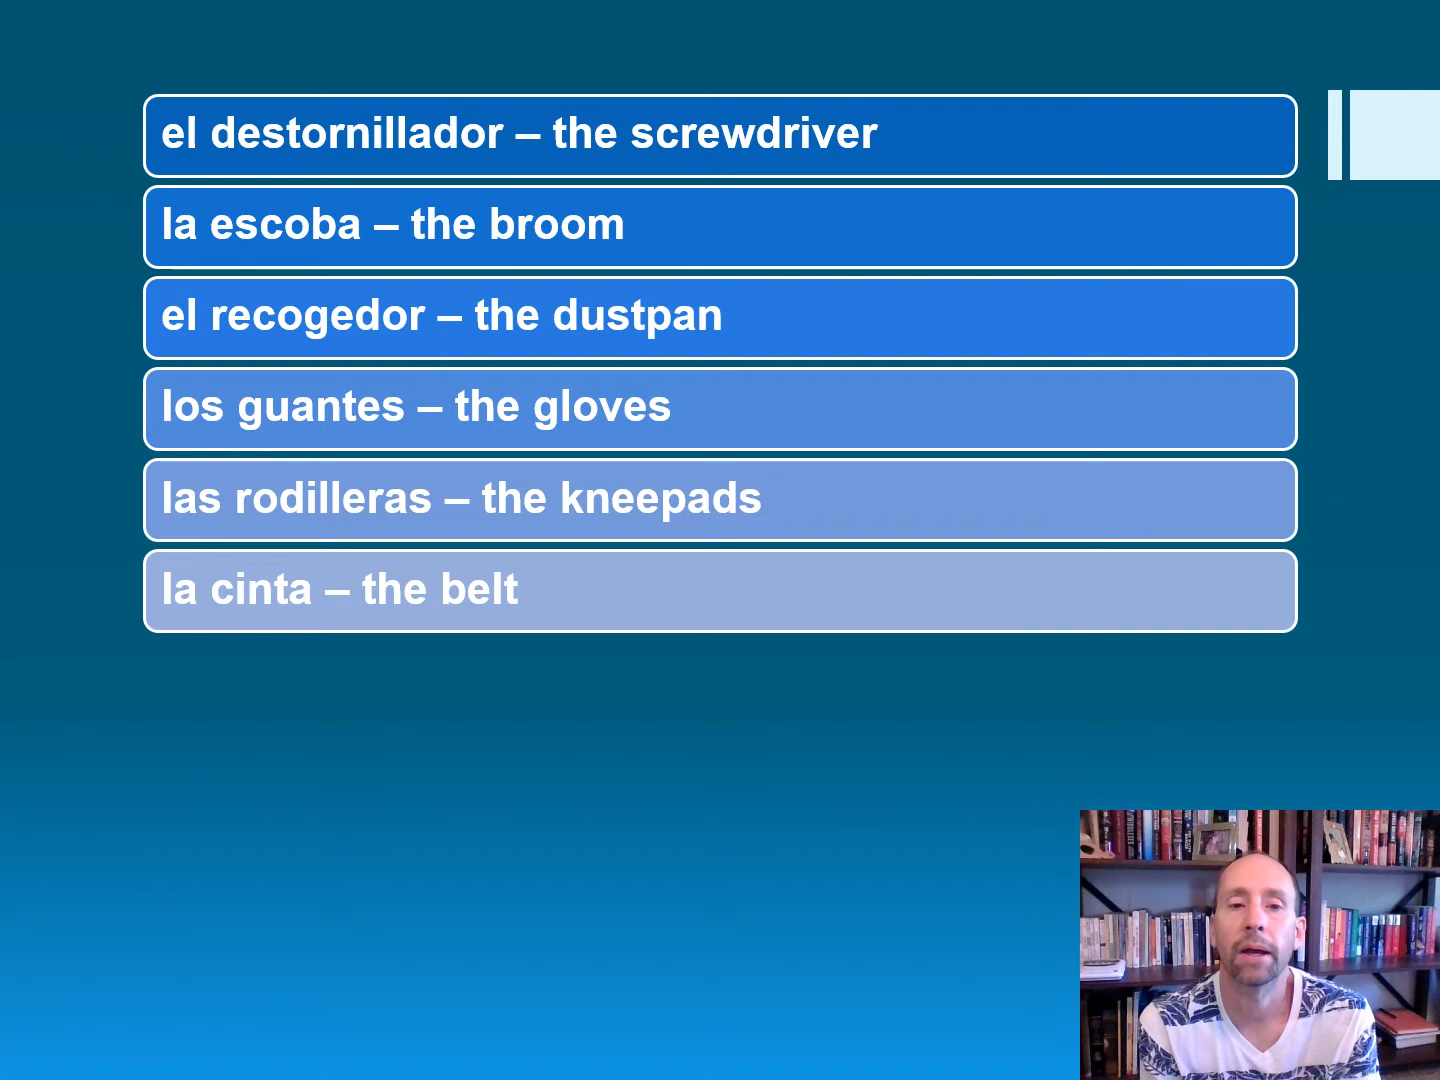 el destornillador – the screwdriver
la escoba – the broom
el recogedor – the dustpan
los guantes – the gloves
las rodilleras – the kneepads
la cinta – the belt